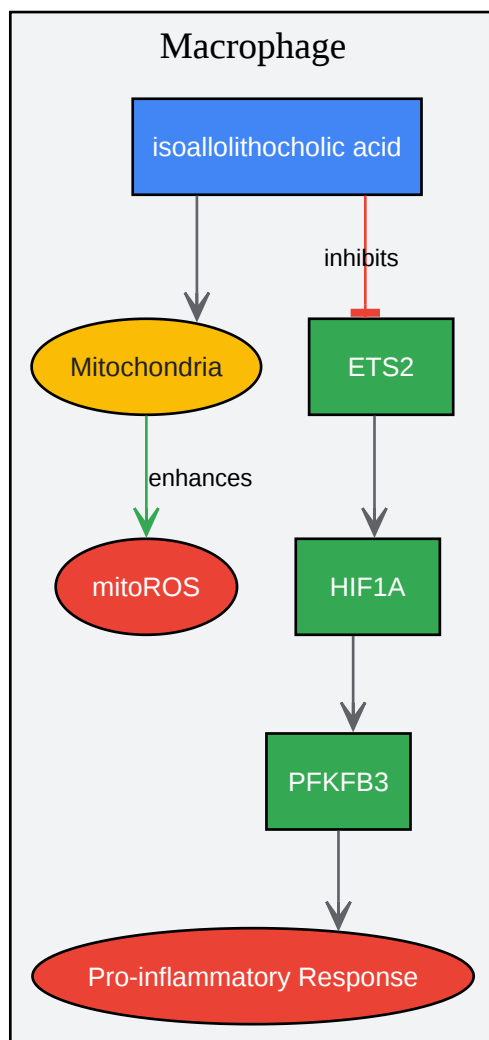 Macrophage
isoallolithocholic acid
inhibits
Mitochondria
ETS2
enhances
mitoROS
HIF1A
PFKFB3
Pro-inflammatory Response